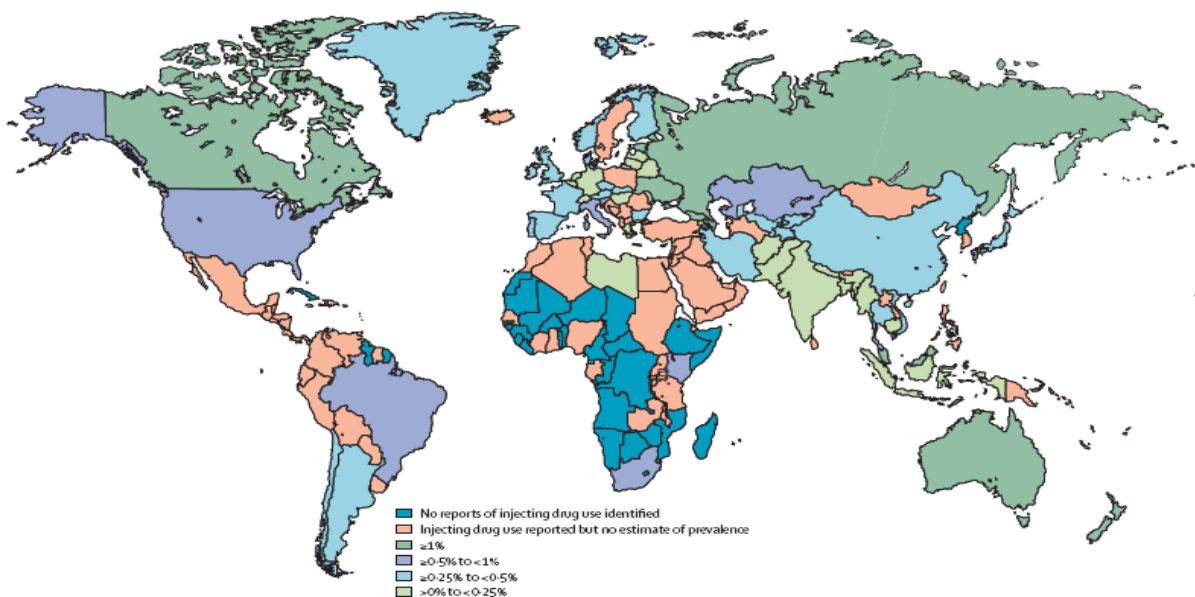 No reports of injecting drug use identified
Injecting drug use reported but no estimate of prevalence
≥1%
≥0·5% to <1%
≥0·25% to <0·5%
>0% to <0·25%